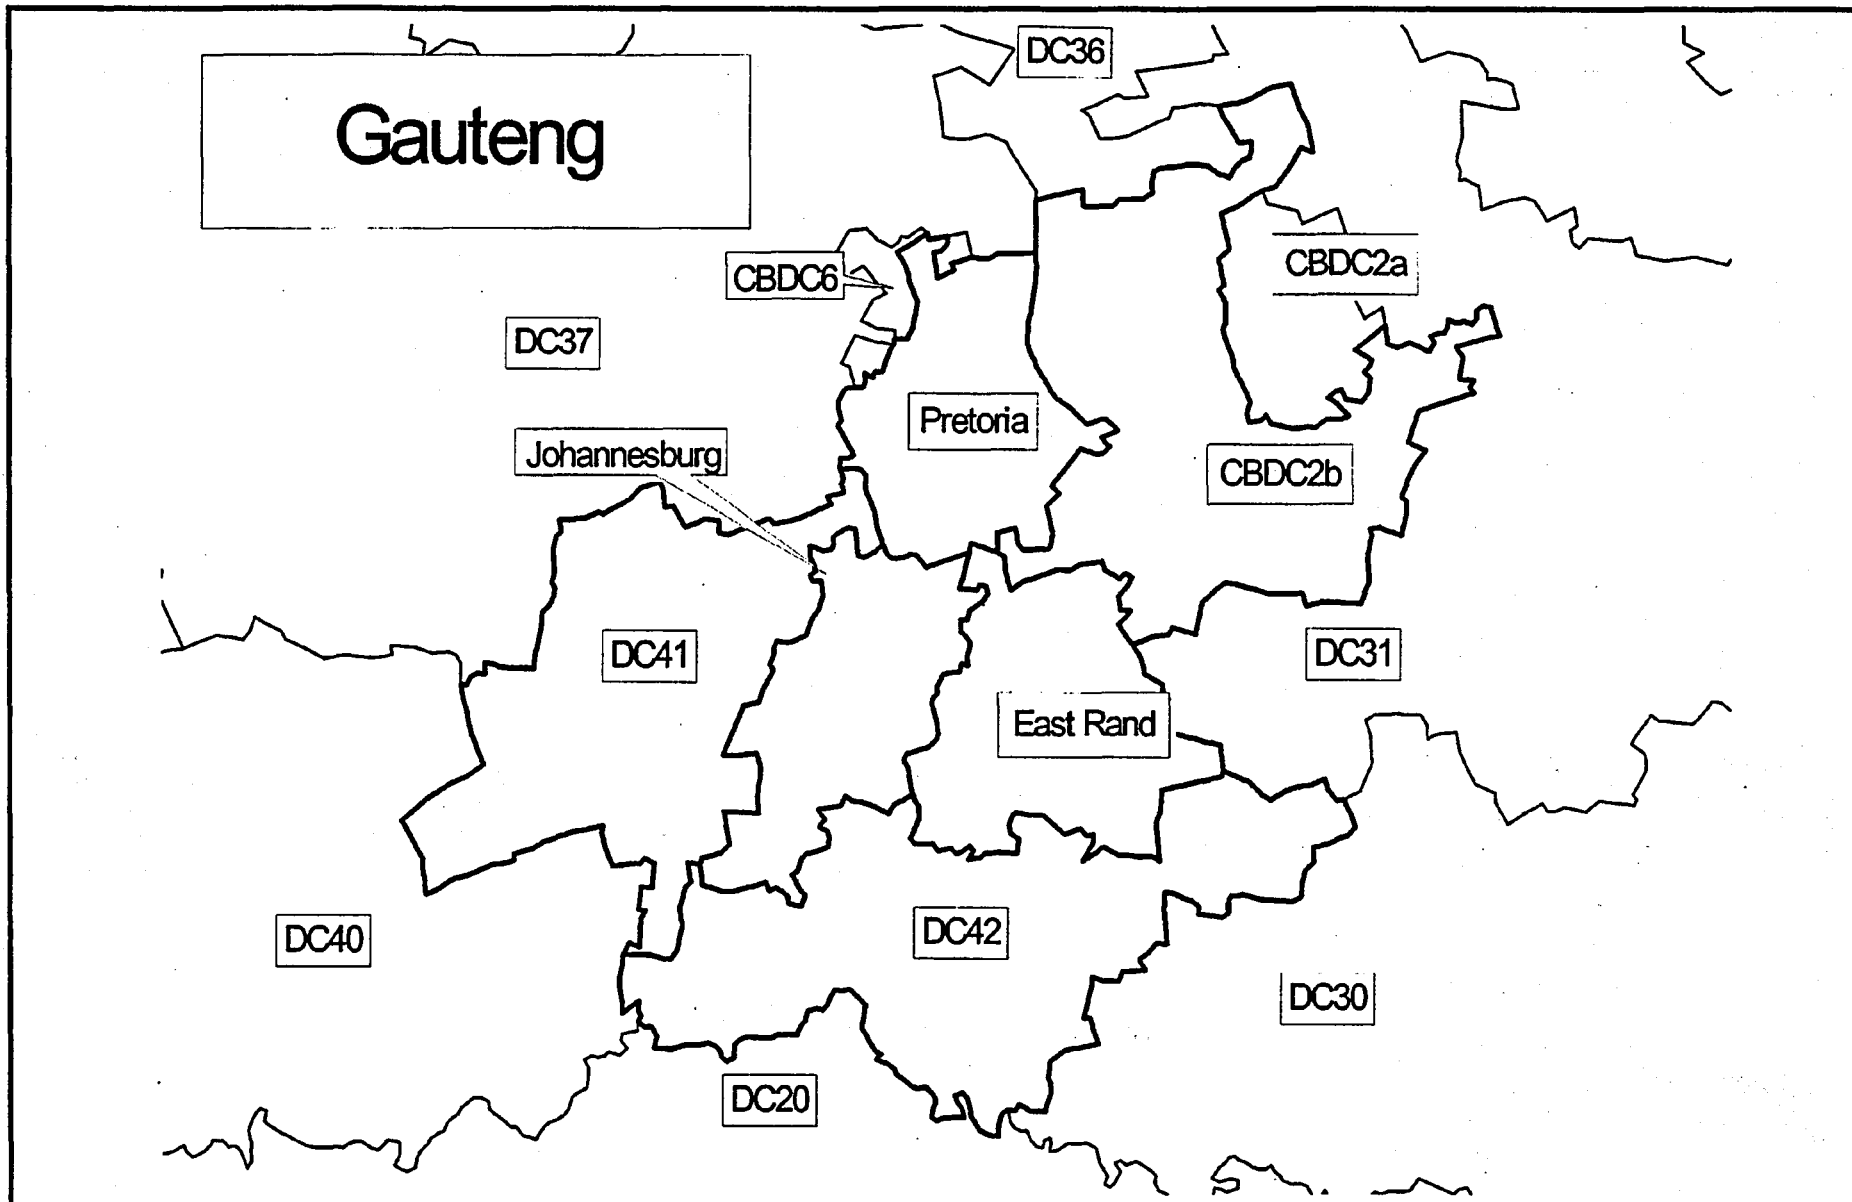 DC36
Gauteng
CBDC6
CBDC2a
DC37
Pretoria
Johannesburg
CBDC2b
DC41
DC31
East Rand
DC40
DC42
DC30
DC20